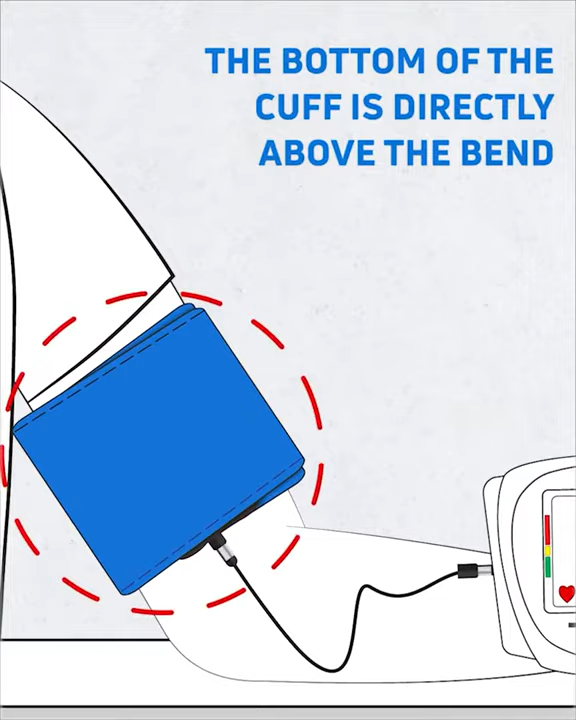 THE BOTTOM OF THE
CUFF IS DIRECTLY
ABOVE THE BEND